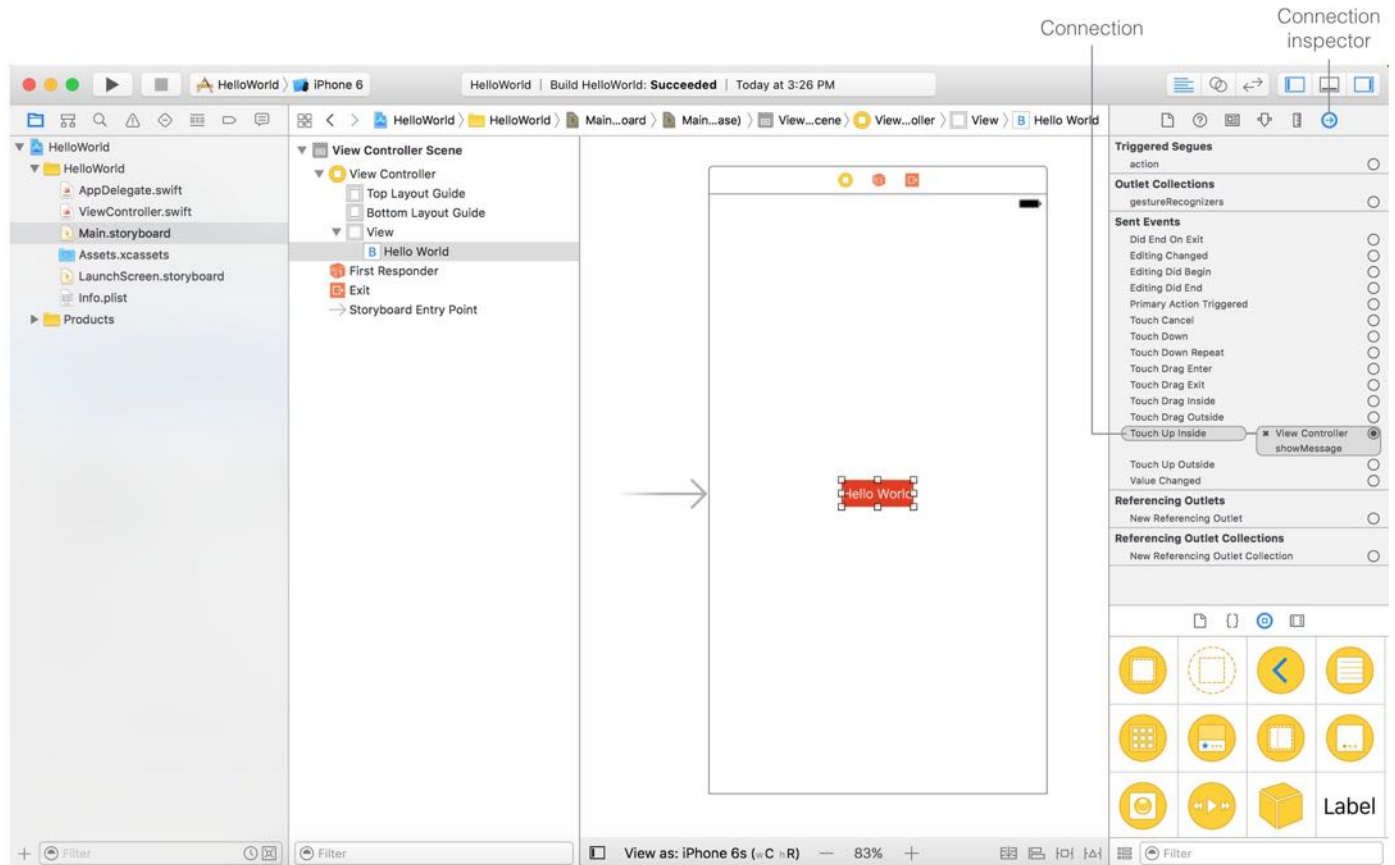 Connection
Connection
inspector
HelloWorld
iPhone 6
HelloWorld | Build HelloWorld: Succeeded | Today at 3:26 PM
HelloWorld
HelloWorld
Main...oard
Main...ase)
View...cene
View...oller
View
B Hello World
HelloWorld
HelloWorld
AppDelegate.swift
ViewController.swift
Main.storyboard
Assets.xcassets
LaunchScreen.storyboard
Info.plist
Products
Filter
View Controller Scene
View Controller
Top Layout Guide
Bottom Layout Guide
View
B Hello World
First Responder
Exit
Storyboard Entry Point
Filter
Hello World
View as: iPhone 6s (wC hR) — 83% +
Triggered Segues
action
Outlet Collections
gestureRecognizers
Sent Events
Did End On Exit
Editing Changed
Editing Did Begin
Editing Did End
Primary Action Triggered
Touch Cancel
Touch Down
Touch Down Repeat
Touch Drag Enter
Touch Drag Exit
Touch Drag Inside
Touch Drag Outside
Touch Up Inside
View Controller
showMessage
Touch Up Outside
Value Changed
Referencing Outlets
New Referencing Outlet
Referencing Outlet Collections
New Referencing Outlet Collection
{}
Label
Filter